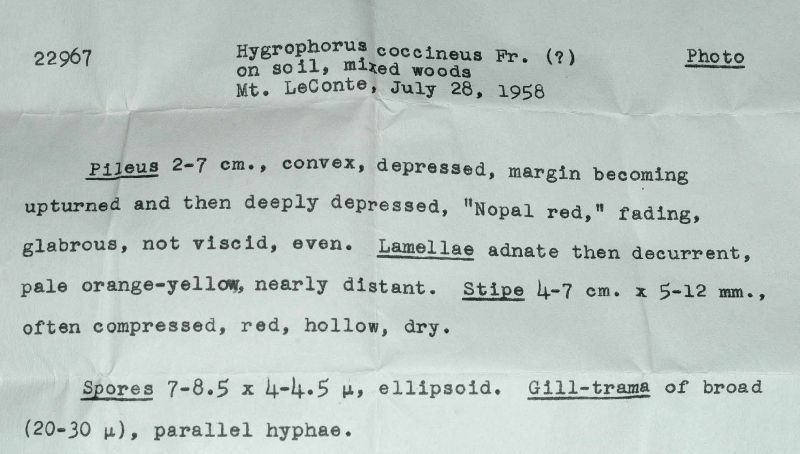 22967
Hygrophorus coccineus Fr. (?)
Photo
on soil, mixed woods
Mt. LeConte, July 28, 1958
Pileus 2-7 cm., convex, depressed, margin becoming
upturned and then deeply depressed, "Nopal red," fading,
glabrous, not viscid, even. Lamellae adnate then decurrent,
pale orange-yellow, nearly distant. Stipe 4-7 cm. x 5-12 mm.,
often compressed, red, hollow, dry.
Spores 7-8.5 x 4-4.5 μ, ellipsoid. Gill-trama of broad
(20-30 μ), parallel hyphae.